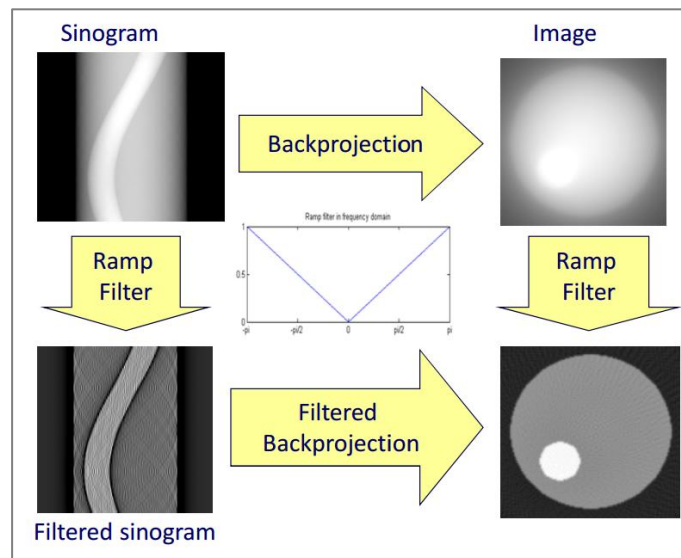 Sinogram
Image
Backprojection
Ramp filter in frequency domain
1
0.5
0
-pi
-pi/2
0
pi/2
pi
Ramp
Filter
Ramp
Filter
Filtered
Backprojection
Filtered sinogram